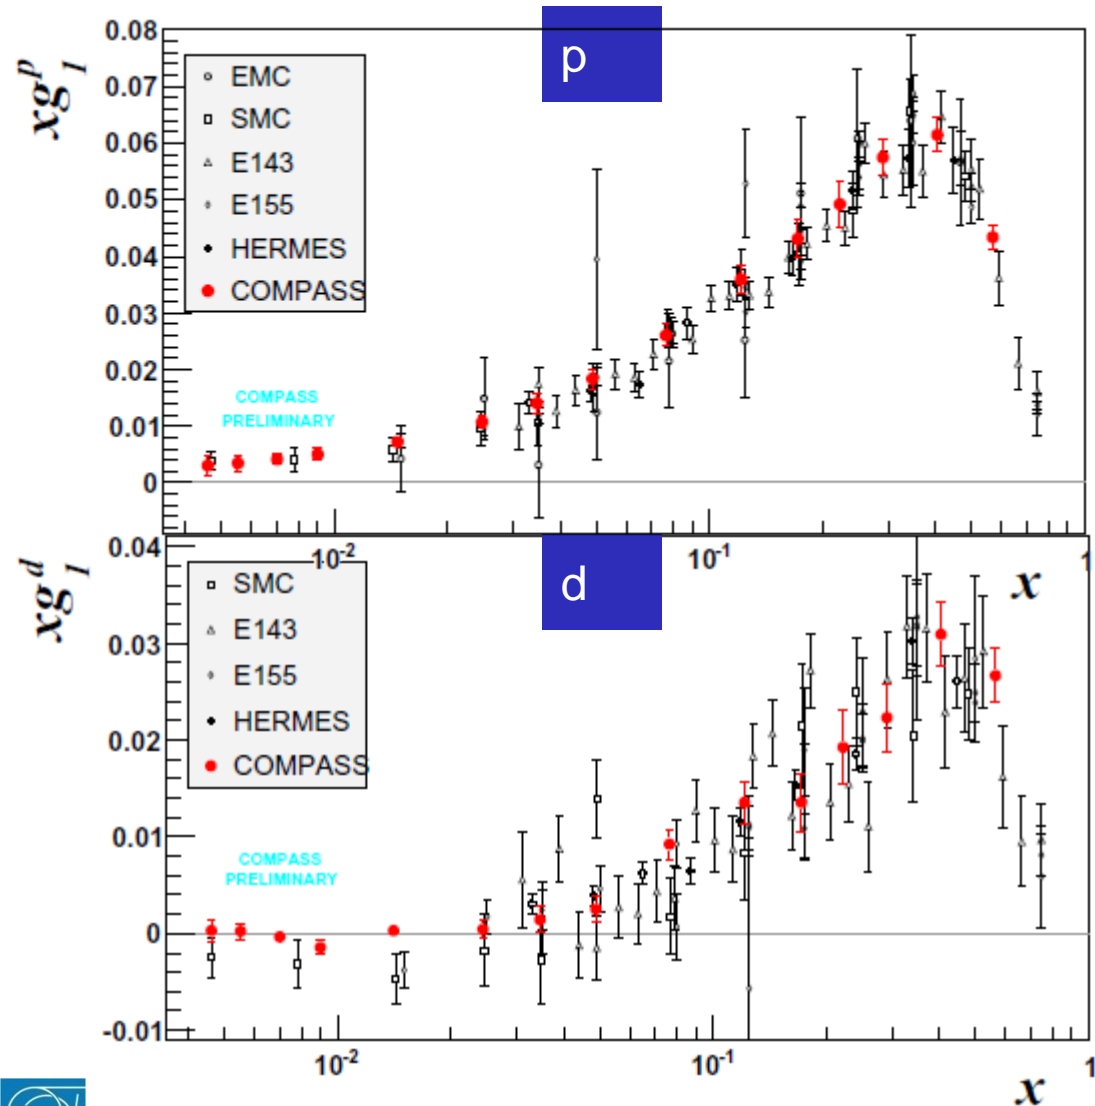 p
xg₁ᵖ
0.08
0.07
0.06
0.05
0.04
0.03
0.02
0.01
0
EMC
SMC
E143
E155
HERMES
COMPASS
COMPASS
PRELIMINARY
10⁻² 10⁻¹ 1
x
d
xg₁ᵈ
0.04
0.03
0.02
0.01
0
-0.01
SMC
E143
E155
HERMES
COMPASS
COMPASS
PRELIMINARY
10⁻² 10⁻¹ 1
x